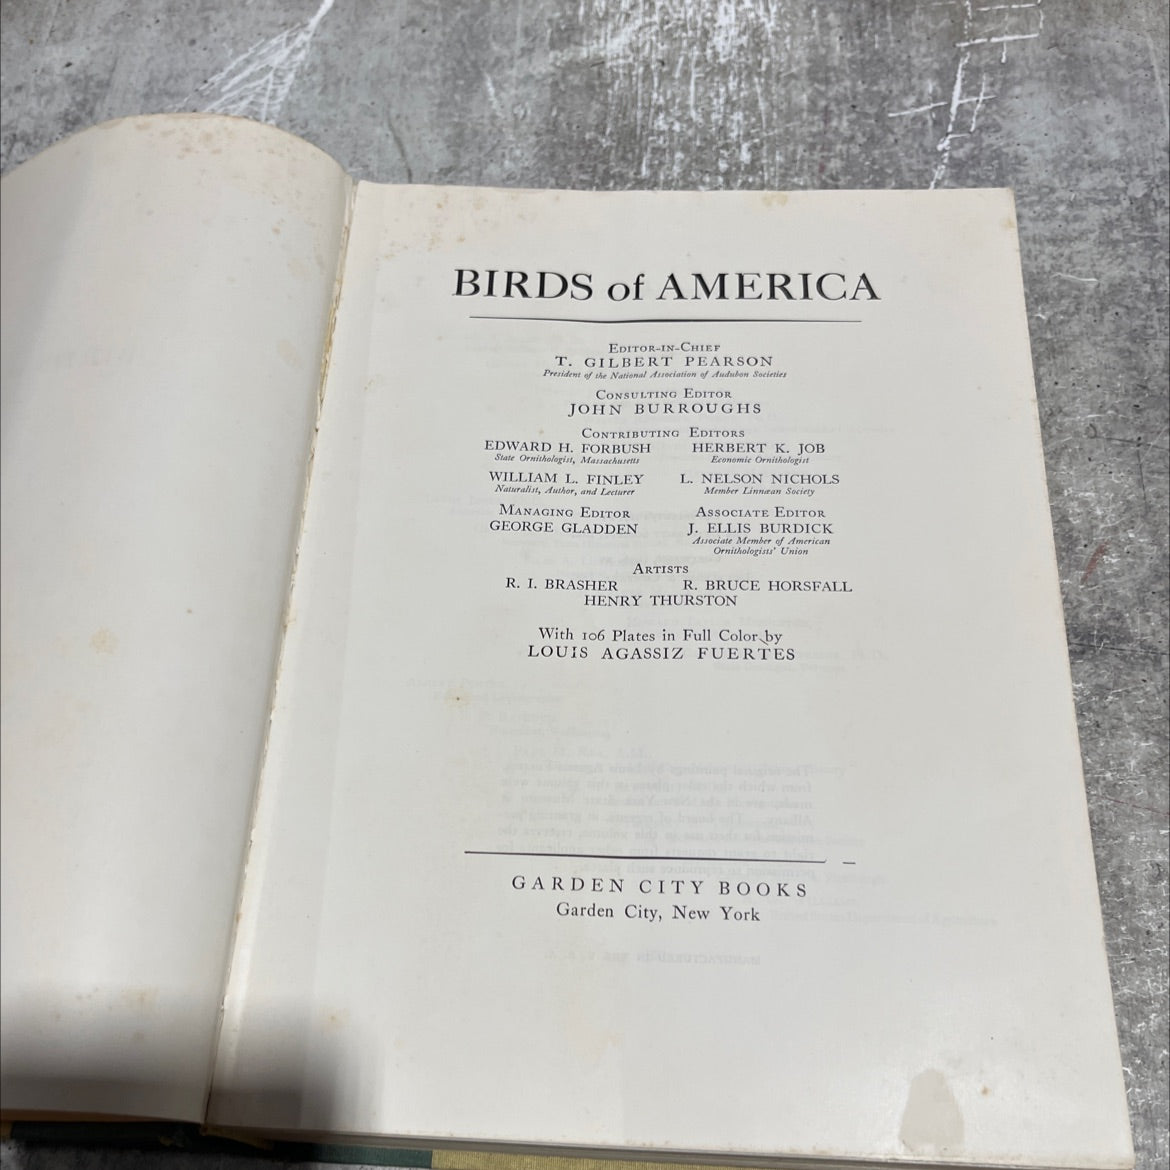 BIRDS of AMERICA
EDITOR-IN-CHIEF
T. GILBERT PEARSON
President of the National Association of Audubon Societies
CONSULTING EDITOR
JOHN BURROUGHS
CONTRIBUTING EDITORS
EDWARD H. FORBUSH
State Ornithologist, Massachusetts
HERBERT K. JOB
Economic Ornithologist
WILLIAM L. FINLEY
Naturalist, Author, and Lecturer
L. NELSON NICHOLS
Member Linnæan Society
MANAGING EDITOR
GEORGE GLADDEN
ASSOCIATE EDITOR
J. ELLIS BURDICK
Associate Member of American
Ornithologists' Union
ARTISTS
R. I. BRASHER R. BRUCE HORSFALL
HENRY THURSTON
With 106 Plates in Full Color by
LOUIS AGASSIZ FUERTES
GARDEN CITY BOOKS
Garden City, New York